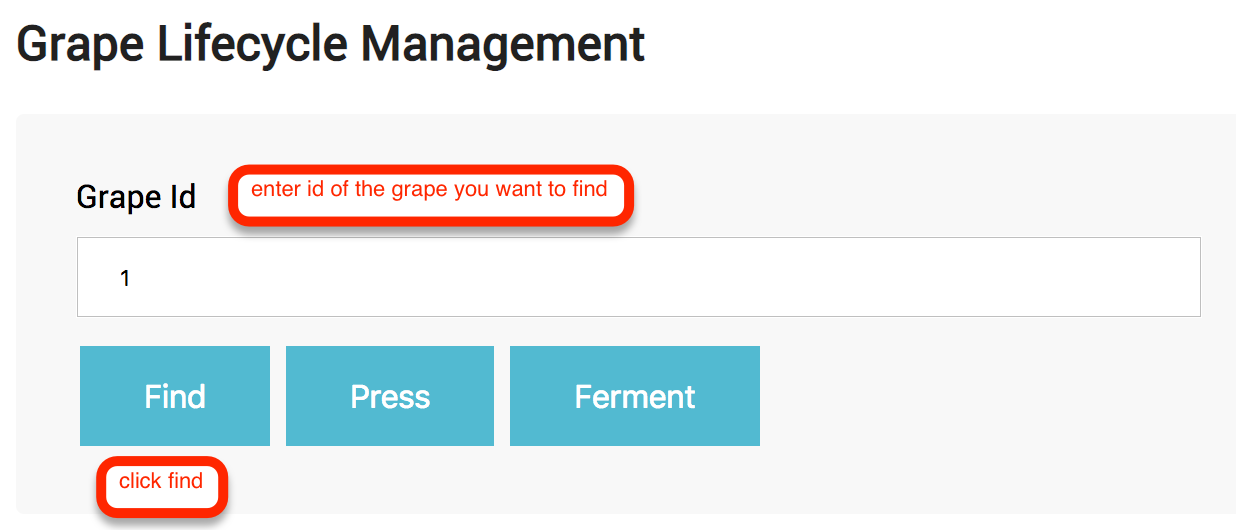 Grape Lifecycle Management
Grape Id
enter id of the grape you want to find
1
Find
Press
Ferment
click find